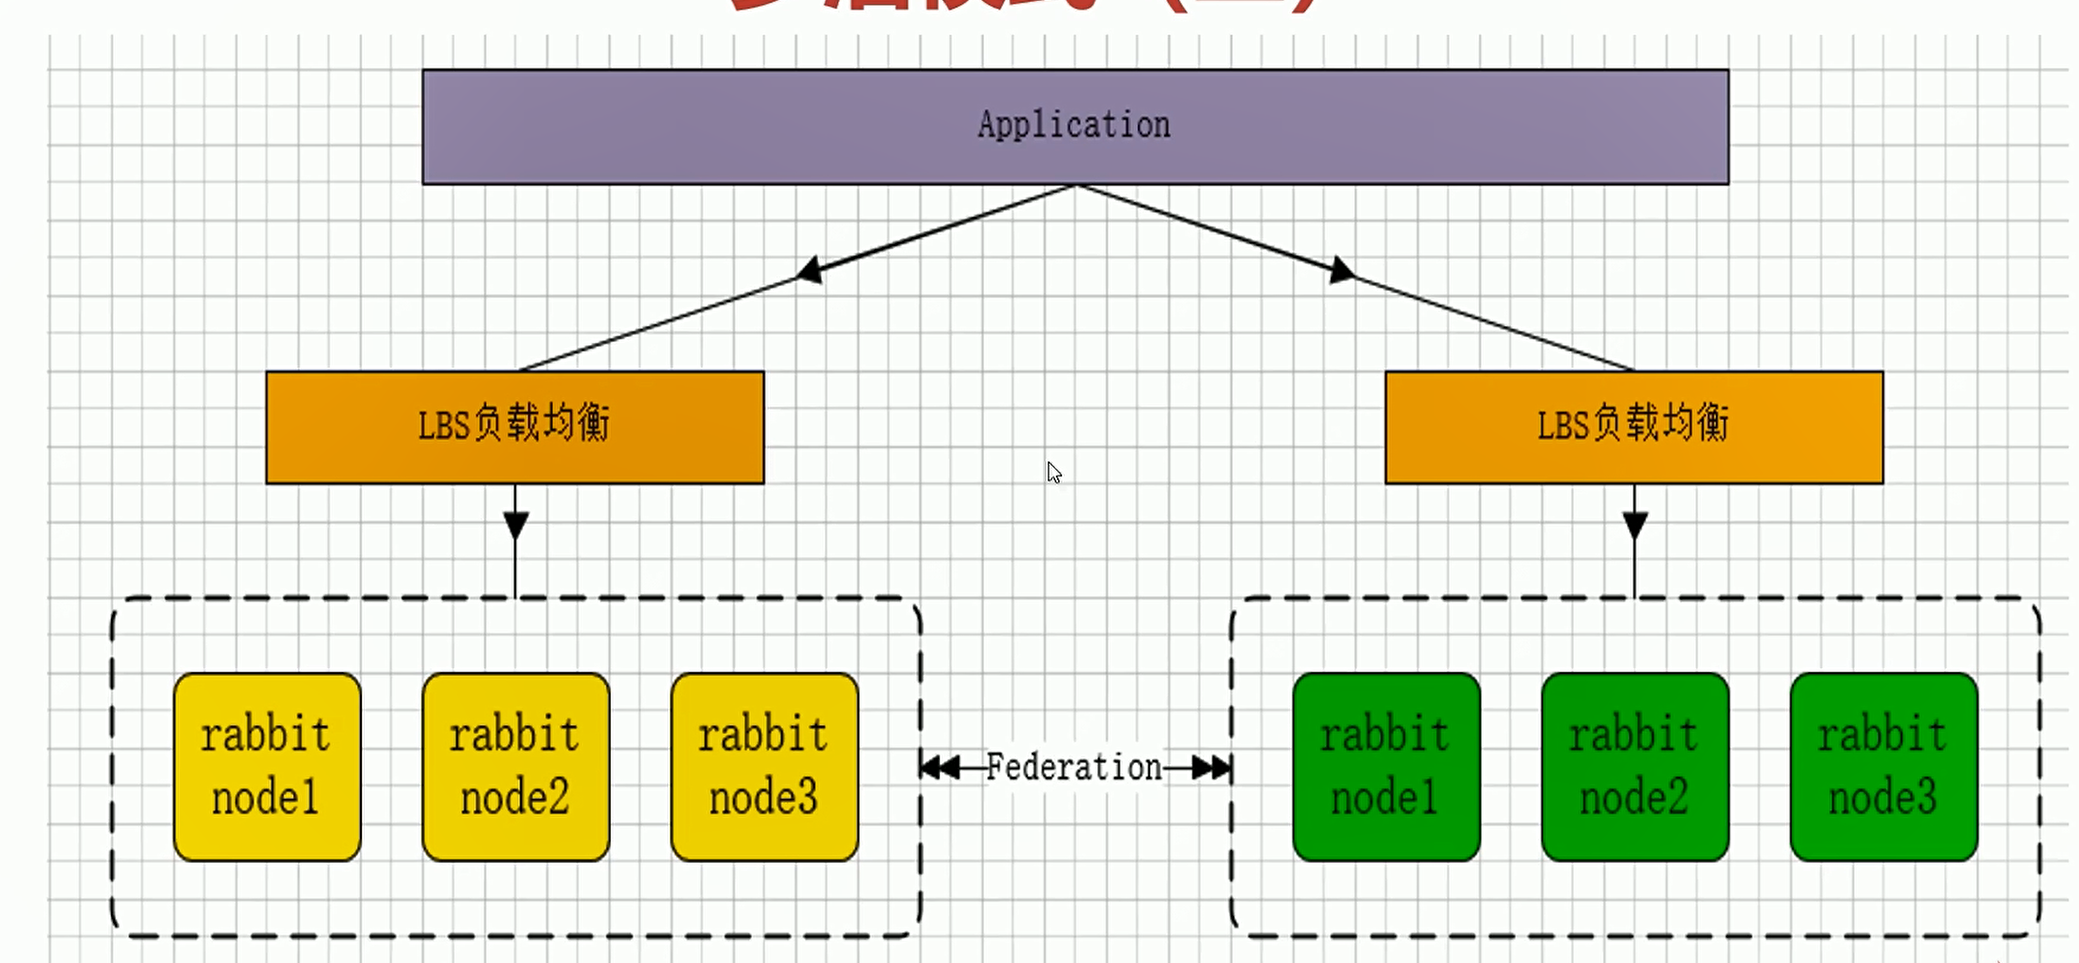 Application
LBS负载均衡
LBS负载均衡
rabbit
node1
rabbit
node2
rabbit
node3
Federation
rabbit
node1
rabbit
node2
rabbit
node3